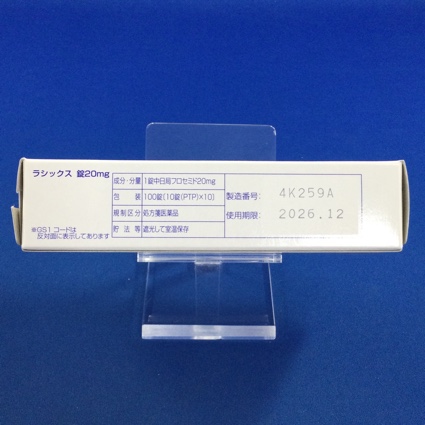 ラシックス 錠20mg
成分・分量 1錠中日局フロセミド20mg
包 装 100錠(10錠(PTP)×10)
規制区分 処方箋医薬品
貯 法 等 遮光して室温保存
製造番号: 4K259A
使用期限: 2026.12
※GS1コードは
反対面に表示してあります